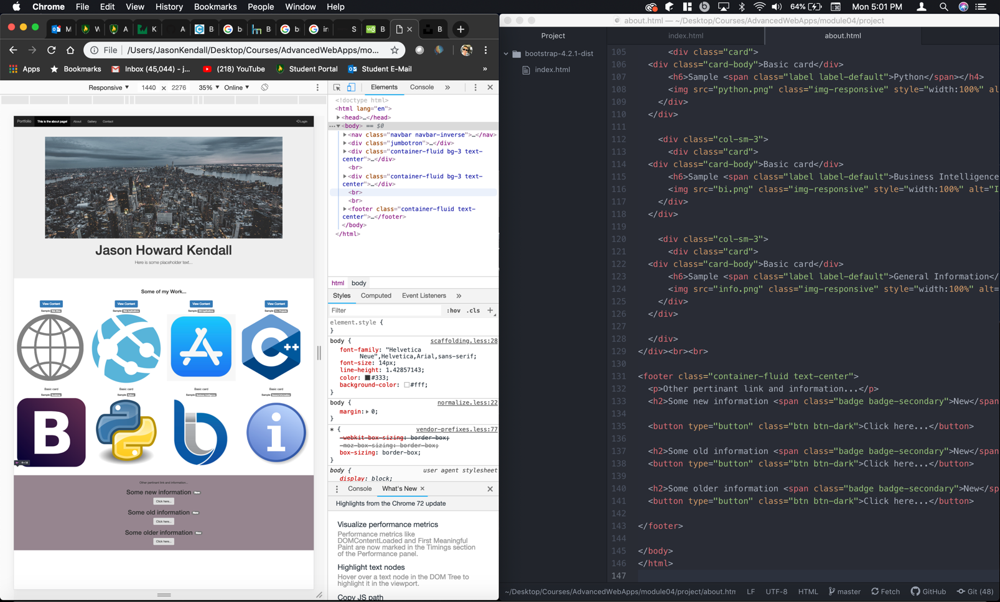 Chrome File Edit View History Bookmarks People Window Help
64% Mon 5:01 PM
M W A K A B b B b in S B B
File /Users/JasonKendall/Desktop/Courses/AdvancedWebApps/mo...
Apps Bookmarks Inbox (45,044) - j... (218) YouTube Student Portal Student E-Mail »
Responsive 1440 × 2276 35% Online
Portfolio This is the about page! About Gallery Contact Login
Jason Howard Kendall
Here is some placeholder text...
Some of my Work...
View Content View Content View Content View Content
Sample Sample Sample Sample
C++
Basic card Basic card Basic card Basic card
Sample Sample Sample Sample
B i
Other pertinant link and information...
Some new information New
Click here...
Some old information New
Click here...
Some older information New
Click here...
Elements Console »
<!doctype html>
<html lang="en">
<head>…</head>
<body> == $0
<nav class="navbar navbar-inverse">…</nav>
<div class="jumbotron">…</div>
<div class="container-fluid bg-3 text-
center">…</div>
<br>
<div class="container-fluid bg-3 text-
center">…</div>
<br>
<br>
<footer class="container-fluid text-
center">…</footer>
</body>
</html>
html body
Styles Computed Event Listeners »
Filter :hov .cls +
element.style {
}
body { scaffolding.less:28
font-family: "Helvetica
Neue",Helvetica,Arial,sans-serif;
font-size: 14px;
line-height: 1.42857143;
color: #333;
background-color: #fff;
}
body { normalize.less:22
margin: 0;
}
* { vendor-prefixes.less:77
-webkit-box-sizing: border-box;
-moz-box-sizing: border-box;
box-sizing: border-box;
}
body { user agent stylesheet
display: block;
Console What's New ×
Highlights from the Chrome 72 update
Visualize performance metrics
Performance metrics like
DOMContentLoaded and First Meaningful
Paint are now marked in the Timings section
of the Performance panel.
Highlight text nodes
Hover over a text node in the DOM Tree to
highlight it in the viewport.
Copy JS path
about.html — ~/Desktop/Courses/AdvancedWebApps/module04/project
Project
bootstrap-4.2.1-dist
index.html
index.html about.html
105 <div class="card">
106 <div class="card-body">Basic card</div>
107 <h6>Sample <span class="label label-default">Python</span></h4>
108 <img src="python.png" class="img-responsive" style="width:100%" al
109 </div>
110 </div>
111
112 <div class="col-sm-3">
113 <div class="card">
114 <div class="card-body">Basic card</div>
115 <h6>Sample <span class="label label-default">Business Intelligence
116 <img src="bi.png" class="img-responsive" style="width:100%" alt="I
117 </div>
118 </div>
119
120 <div class="col-sm-3">
121 <div class="card">
122 <div class="card-body">Basic card</div>
123 <h6>Sample <span class="label label-default">General Information</
124 <img src="info.png" class="img-responsive" style="width:100%" alt=
125 </div>
126 </div>
127
128 </div>
129 </div><br><br>
130
131 <footer class="container-fluid text-center">
132 <p>Other pertinant link and information...</p>
133 <h2>Some new information <span class="badge badge-secondary">New</span
134
135 <button type="button" class="btn btn-dark">Click here...</button>
136
137 <h2>Some old information <span class="badge badge-secondary">New</span
138 <button type="button" class="btn btn-dark">Click here...</button>
139
140 <h2>Some older information <span class="badge badge-secondary">New</sp
141 <button type="button" class="btn btn-dark">Click here...</button>
142
143 </footer>
144
145 </body>
146 </html>
147
~/Desktop/Courses/AdvancedWebApps/module04/project/about.htm LF UTF-8 HTML master Fetch GitHub Git (48)